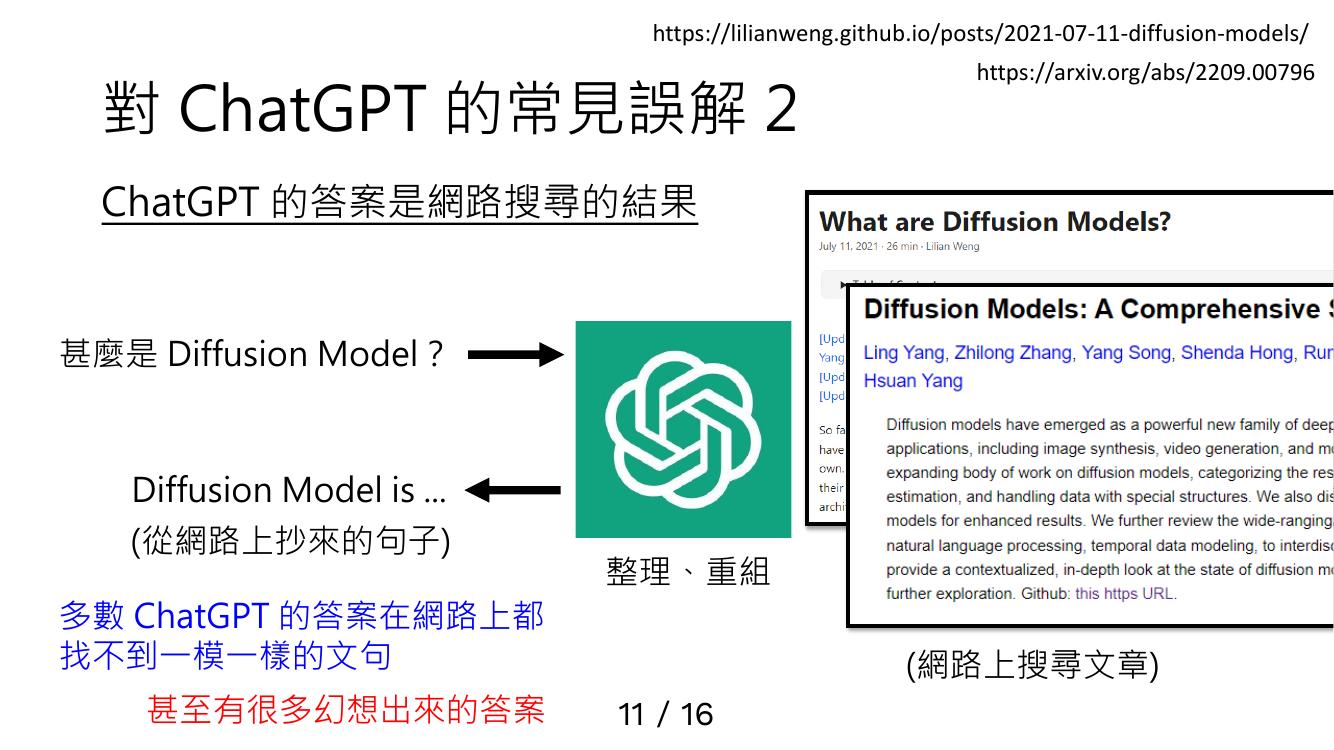 https://lilianweng.github.io/posts/2021-07-11-diffusion-models/
https://arxiv.org/abs/2209.00796
對 ChatGPT 的常見誤解 2
ChatGPT 的答案是網路搜尋的結果
甚麼是 Diffusion Model？
Diffusion Model is ...
(從網路上抄來的句子)
整理、重組
多數 ChatGPT 的答案在網路上都
找不到一模一樣的文句
甚至有很多幻想出來的答案
What are Diffusion Models?
July 11, 2021 · 26 min · Lilian Weng
[Upd
Yang
[Upd
[Upd
So fa
have
own.
their
archi
Diffusion Models: A Comprehensive
Ling Yang, Zhilong Zhang, Yang Song, Shenda Hong, Run
Hsuan Yang
Diffusion models have emerged as a powerful new family of deep
applications, including image synthesis, video generation, and mo
expanding body of work on diffusion models, categorizing the res
estimation, and handling data with special structures. We also dis
models for enhanced results. We further review the wide-ranging
natural language processing, temporal data modeling, to interdisc
provide a contextualized, in-depth look at the state of diffusion mo
further exploration. Github: this https URL.
(網路上搜尋文章)
11 / 16